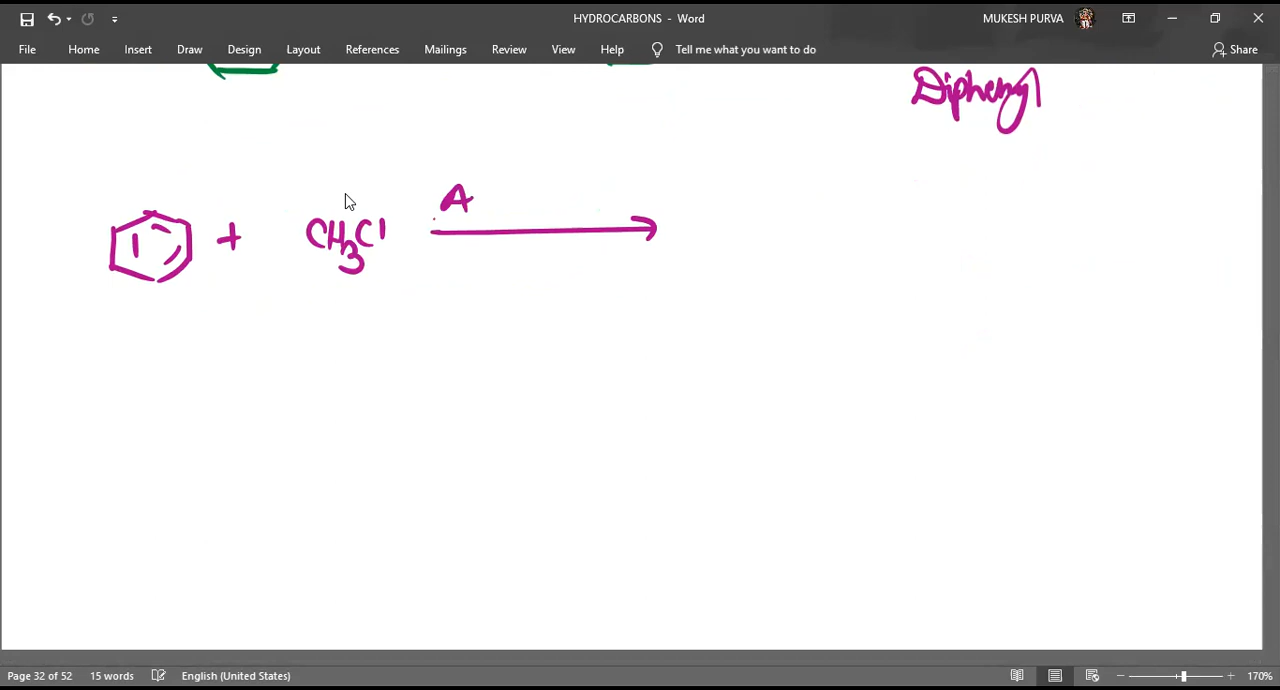 HYDROCARBONS - Word
MUKESH PURVA
File Home Insert Draw Design Layout References Mailings Review View Help Tell me what you want to do Share
Diphenyl
+ CH3Cl A
Page 32 of 52 15 words English (United States) 170%